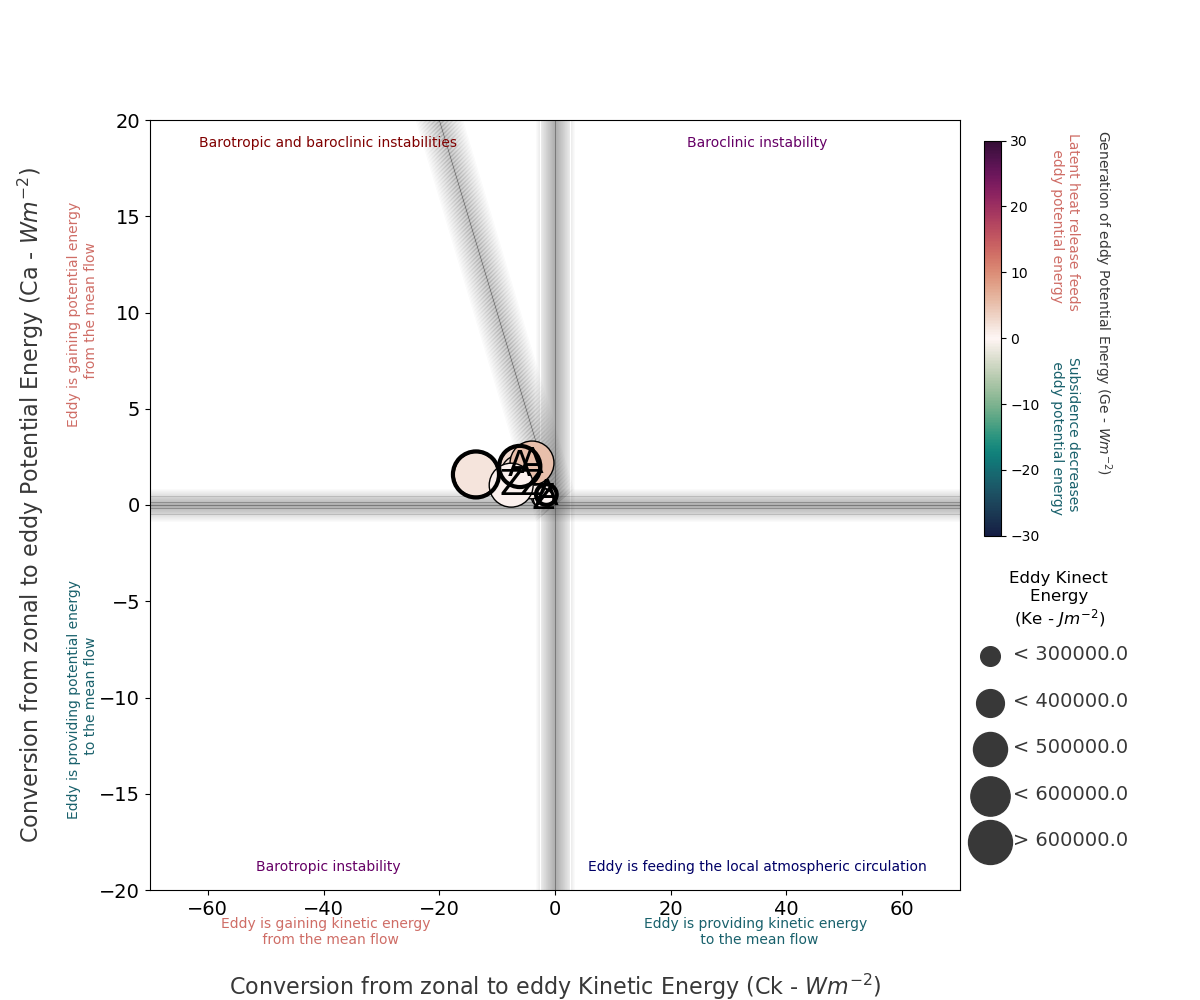 Barotropic and baroclinic instabilities
Baroclinic instability
Barotropic instability
Eddy is feeding the local atmospheric circulation
20
15
10
5
0
−5
−10
−15
−20
−60
−40
−20
0
20
40
60
Conversion from zonal to eddy Potential Energy (Ca - Wm⁻²)
Eddy is gaining potential energy
from the mean flow
Eddy is providing potential energy
to the mean flow
Eddy is gaining kinetic energy
from the mean flow
Eddy is providing kinetic energy
to the mean flow
Conversion from zonal to eddy Kinetic Energy (Ck - Wm⁻²)
30
20
10
0
−10
−20
−30
Latent heat release feeds
eddy potential energy
Subsidence decreases
eddy potential energy
Generation of eddy Potential Energy (Ge - Wm⁻²)
Eddy Kinect
Energy
(Ke - Jm⁻²)
< 300000.0
< 400000.0
< 500000.0
< 600000.0
> 600000.0